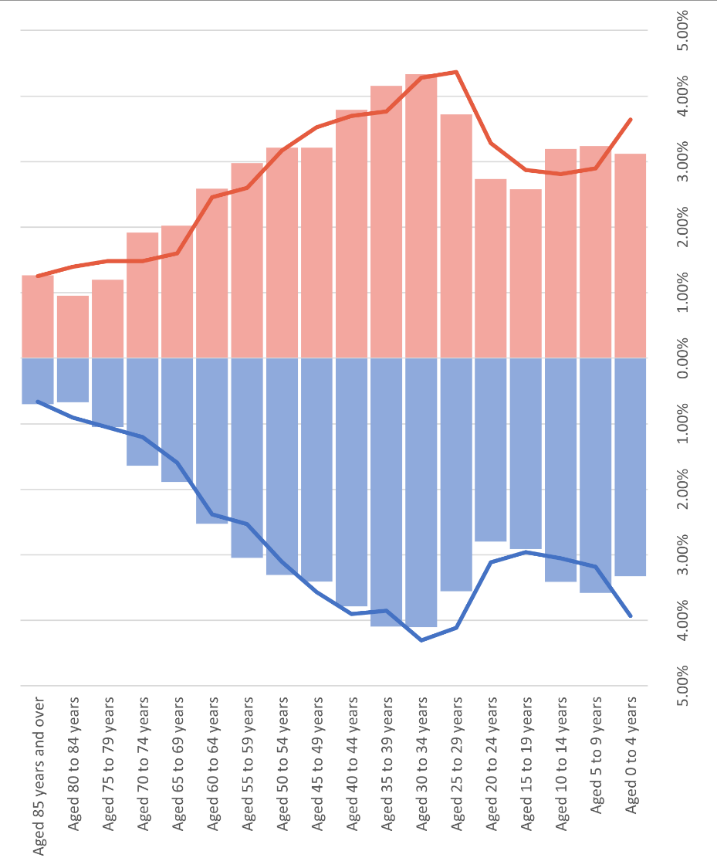 5.00%
4.00%
3.00%
2.00%
1.00%
0.00%
1.00%
2.00%
3.00%
4.00%
5.00%
Aged 85 years and over
Aged 80 to 84 years
Aged 75 to 79 years
Aged 70 to 74 years
Aged 65 to 69 years
Aged 60 to 64 years
Aged 55 to 59 years
Aged 50 to 54 years
Aged 45 to 49 years
Aged 40 to 44 years
Aged 35 to 39 years
Aged 30 to 34 years
Aged 25 to 29 years
Aged 20 to 24 years
Aged 15 to 19 years
Aged 10 to 14 years
Aged 5 to 9 years
Aged 0 to 4 years